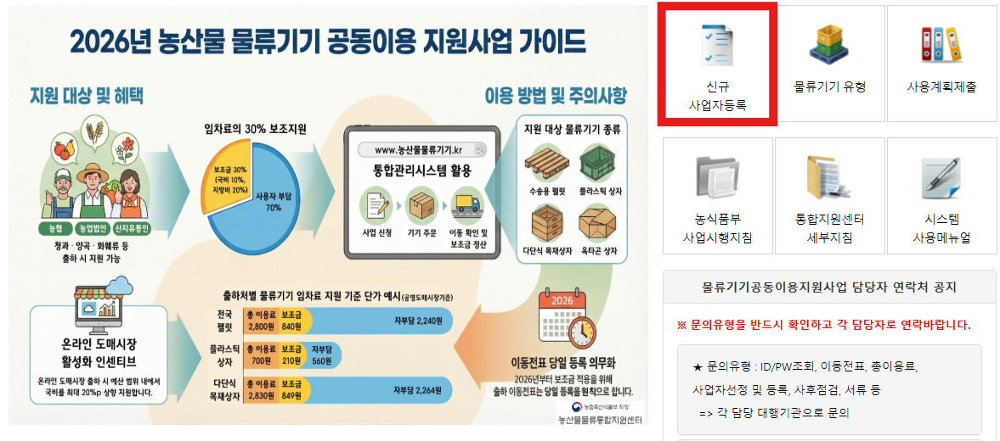 2026년 농산물 물류기기 공동이용 지원사업 가이드
지원 대상 및 혜택
농협
농업법인
산지유통인
청과 · 양곡 · 화훼류 등
출하 시 지원 가능
임차료의 30% 보조지원
보조금 30%
(국비 10%,
지방비 20%)
사용자 부담
70%
www.농산물물류기기.kr
통합관리시스템 활용
사업 신청
기기 주문
이동 확인 및
보조금 정산
이용 방법 및 주의사항
지원 대상 물류기기 종류
수송용 펠릿
플라스틱 상자
다단식 목재상자
옥타곤 상자
온라인 도매시장
활성화 인센티브
온라인 도매시장 출하 시 예산 범위 내에서
국비를 최대 20%p 상향 지원합니다.
출하처별 물류기기 임차료 지원 기준 단가 예시(공영도매시장기준)
전국
펠릿
총 이용료
2,800원
보조금
840원
자부담 2,240원
플라스틱
상자
총 이용료
700원
보조금
210원
자부담
560원
다단식
목재상자
총 이용료
2,830원
보조금
849원
자부담 2,264원
2026
이동전표 당일 등록 의무화
2026년부터 보조금 적용을 위해
출하 이동전표는 당일 등록을 원칙으로 합니다.
농림축산식품부 지정
농산물물류통합지원센터
신규
사업자등록
물류기기 유형
사용계획제출
농식품부
사업시행지침
통합지원센터
세부지침
시스템
사용메뉴얼
물류기기공동이용지원사업 담당자 연락처 공지
※ 문의유형을 반드시 확인하고 각 담당자로 연락바랍니다.
★ 문의유형 : ID/PW조회, 이동전표, 총이용료,
사업자선정 및 등록, 사후점검, 서류 등
=> 각 담당 대행기관으로 문의